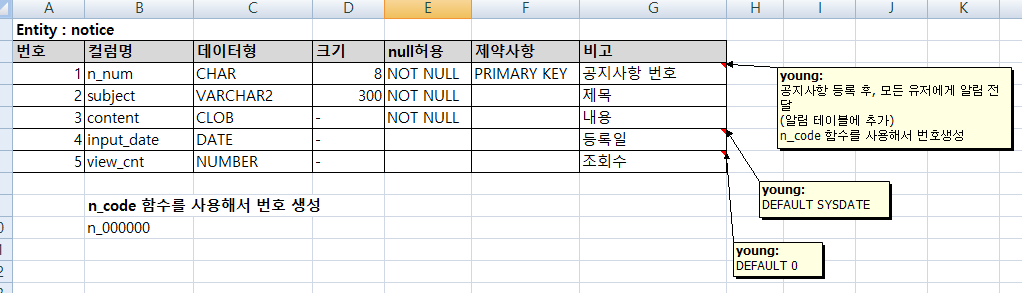 A B C D E F G H I J K
Entity : notice
번호 컬럼명 데이터형 크기 null허용 제약사항 비고
1 n_num CHAR 8 NOT NULL PRIMARY KEY 공지사항 번호
2 subject VARCHAR2 300 NOT NULL 제목
3 content CLOB - NOT NULL 내용
4 input_date DATE - 등록일
5 view_cnt NUMBER - 조회수
n_code 함수를 사용해서 번호 생성
n_000000
young:
공지사항 등록 후, 모든 유저에게 알림 전
달
(알림 테이블에 추가)
n_code 함수를 사용해서 번호생성
young:
DEFAULT SYSDATE
young:
DEFAULT 0